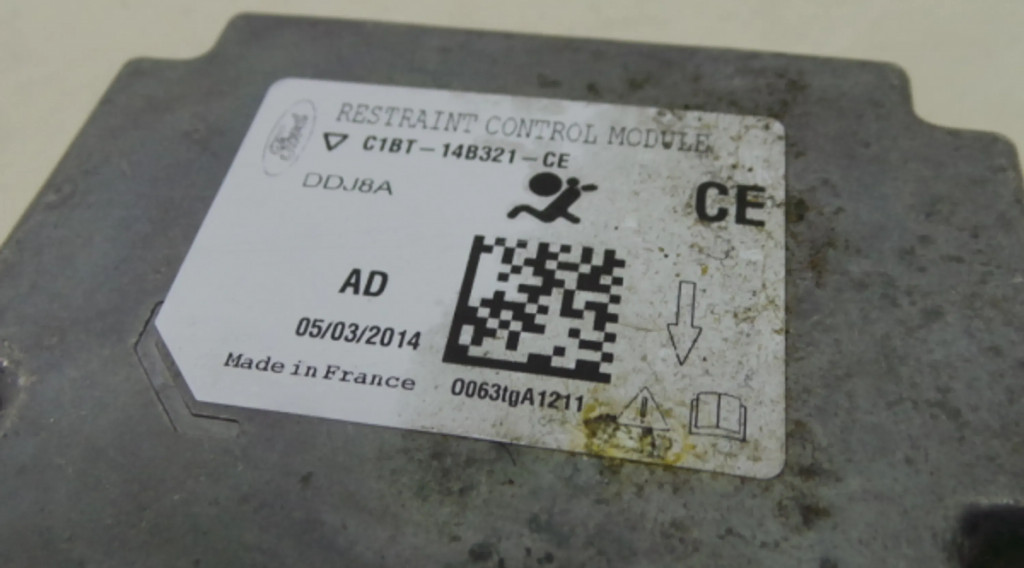 Ford
RESTRAINT CONTROL MODULE
C1BT-14B321-CE
DDJ8A
CE
AD
05/03/2014
Made in France
0063tgA1211